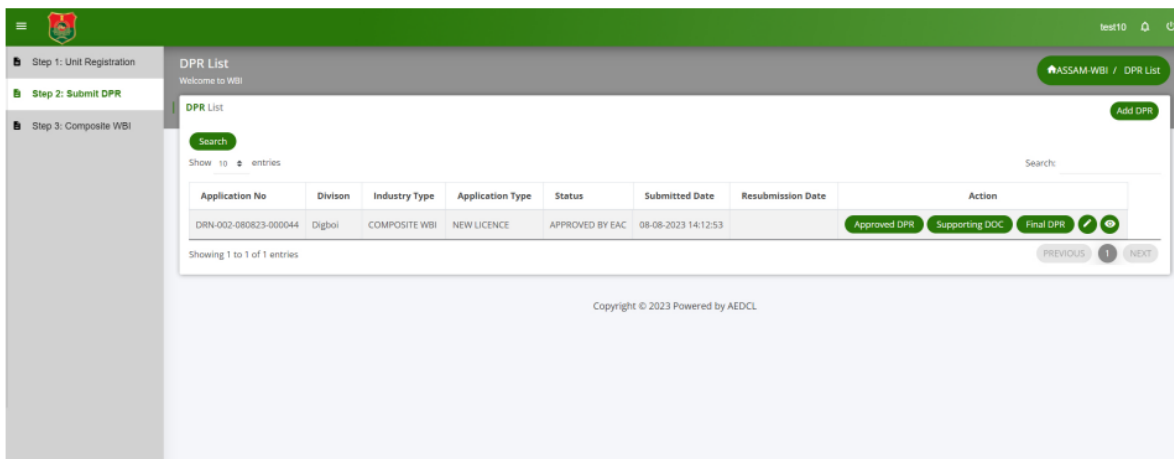 test10
Step 1: Unit Registration
Step 2: Submit DPR
Step 3: Composite WBI
DPR List
Welcome to WBI
ASSAM-WBI / DPR List
DPR List
Add DPR
Search
Show 10 entries
Search:
Application No Divison Industry Type Application Type Status Submitted Date Resubmission Date Action
DRN-002-080823-000044 Digboi COMPOSITE WBI NEW LICENCE APPROVED BY EAC 08-08-2023 14:12:53 Approved DPR Supporting DOC Final DPR
Showing 1 to 1 of 1 entries
PREVIOUS 1 NEXT
Copyright © 2023 Powered by AEDCL